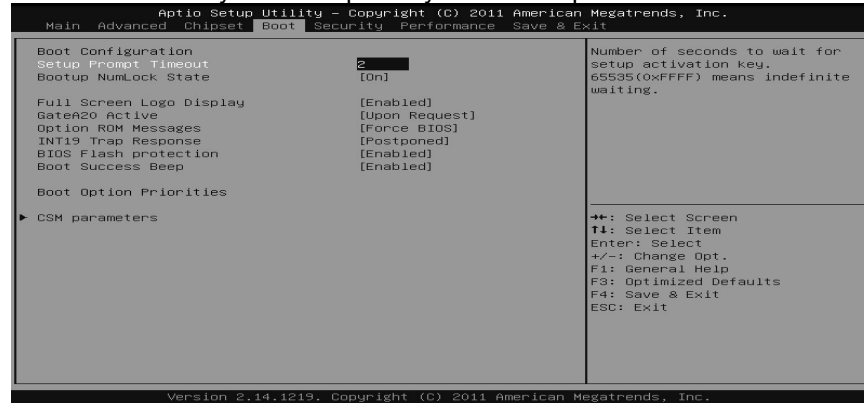 Aptio Setup Utility – Copyright (C) 2011 American Megatrends, Inc.
Main Advanced Chipset Boot Security Performance Save & Exit
Boot Configuration
Setup Prompt Timeout 2
Bootup NumLock State [On]
Full Screen Logo Display [Enabled]
GateA20 Active [Upon Request]
Option ROM Messages [Force BIOS]
INT19 Trap Response [Postponed]
BIOS Flash protection [Enabled]
Boot Success Beep [Enabled]
Boot Option Priorities
► CSM parameters
Number of seconds to wait for
setup activation key.
65535(0xFFFF) means indefinite
waiting.
→←: Select Screen
↑↓: Select Item
Enter: Select
+/-: Change Opt.
F1: General Help
F3: Optimized Defaults
F4: Save & Exit
ESC: Exit
Version 2.14.1219. Copyright (C) 2011 American Megatrends, Inc.